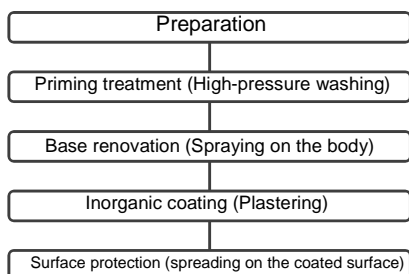 Preparation
Priming treatment (High-pressure washing)
Base renovation (Spraying on the body)
Inorganic coating (Plastering)
Surface protection (spreading on the coated surface)